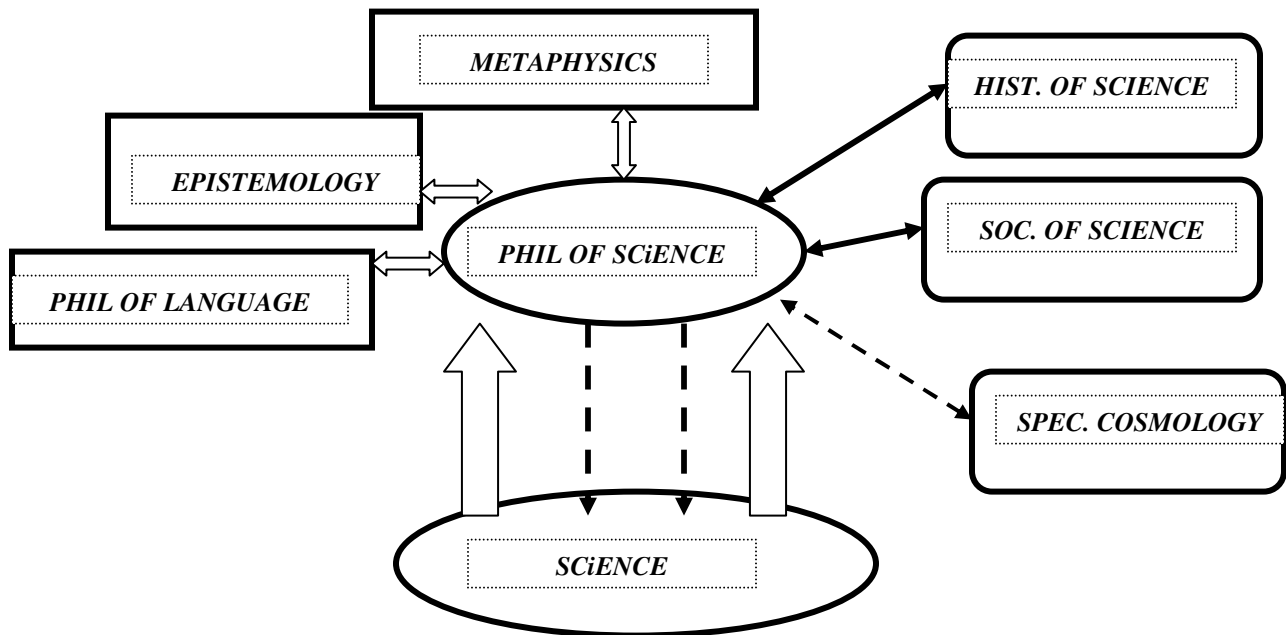 METAPHYSICS
HIST. OF SCIENCE
EPISTEMOLOGY
SOC. OF SCIENCE
PHIL OF SCiENCE
PHIL OF LANGUAGE
SPEC. COSMOLOGY
SCiENCE